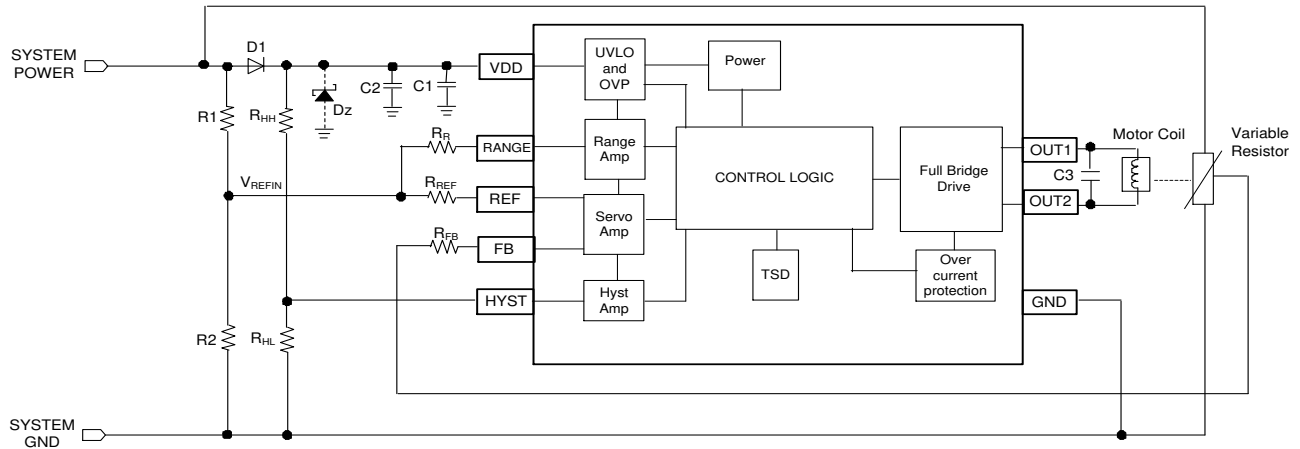 SYSTEM
POWER
D1
R1
RHH
Dz
C2
C1
VDD
UVLO
and
OVP
Power
RR
RANGE
Range
Amp
VREFIN
RREF
REF
Servo
Amp
RFB
FB
HYST
Hyst
Amp
CONTROL LOGIC
TSD
Full Bridge
Drive
Over
current
protection
OUT1
OUT2
GND
C3
Motor Coil
Variable
Resistor
R2
RHL
SYSTEM
GND